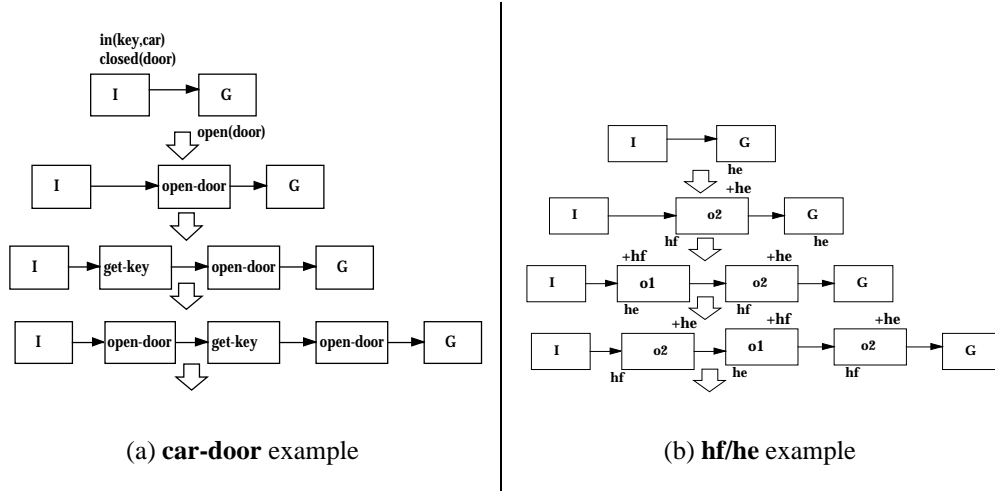 in(key,car)
closed(door)
I G
open(door)
I open-door G
I get-key open-door G
I open-door get-key open-door G
(a) car-door example
I G
he
+he
I o2 G
hf he
+hf +he
I o1 o2 G
he hf
+he +hf +he
I o2 o1 o2 G
hf he hf
(b) hf/he example